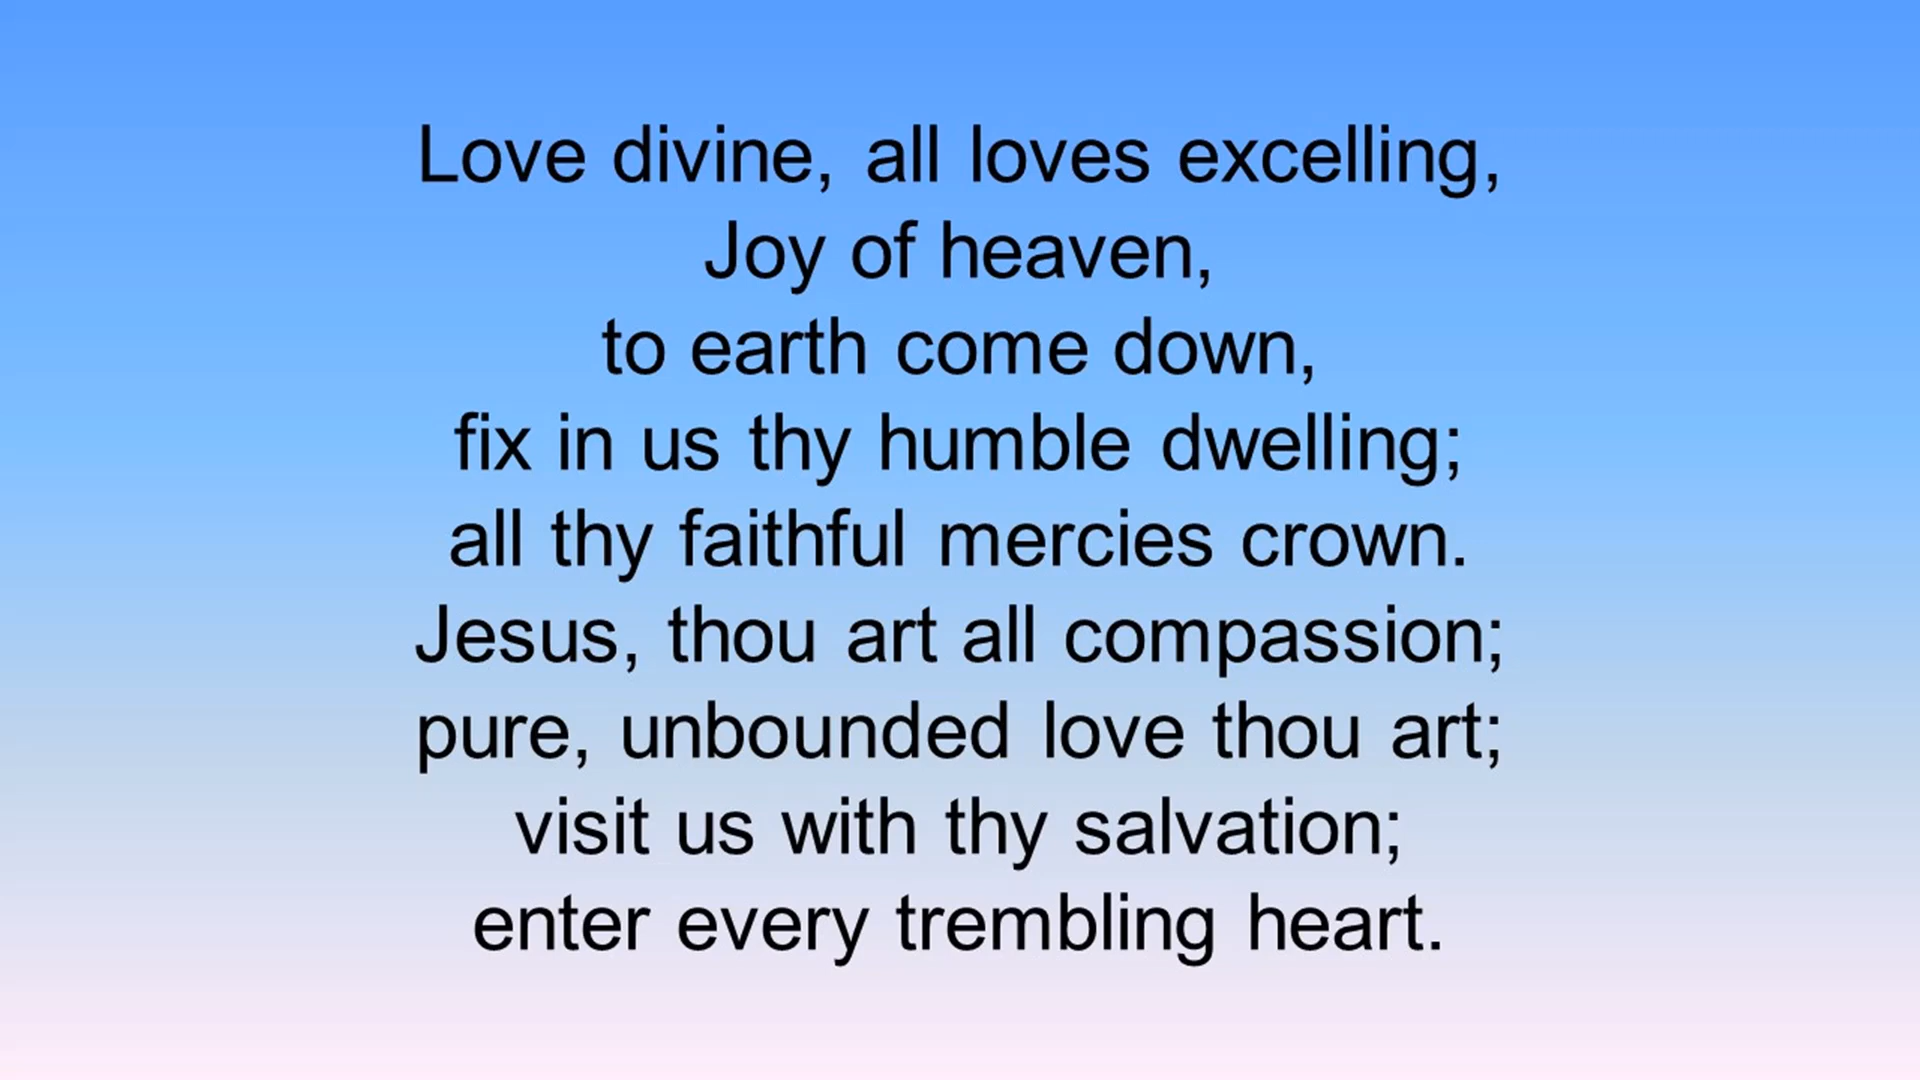 Love divine, all loves excelling,
Joy of heaven,
to earth come down,
fix in us thy humble dwelling;
all thy faithful mercies crown.
Jesus, thou art all compassion;
pure, unbounded love thou art;
visit us with thy salvation;
enter every trembling heart.